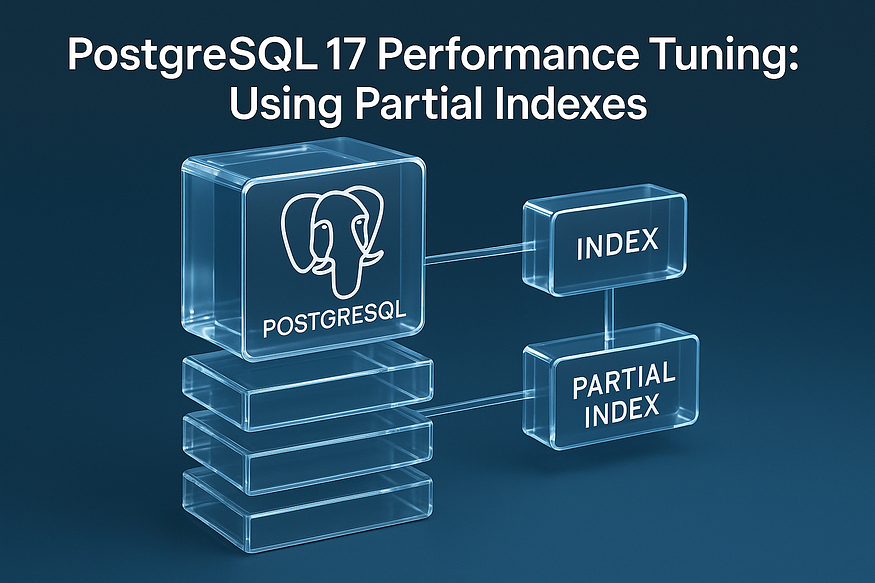 PostgreSQL 17 Performance Tuning:
Using Partial Indexes
POSTGRESQL
INDEX
PARTIAL
INDEX